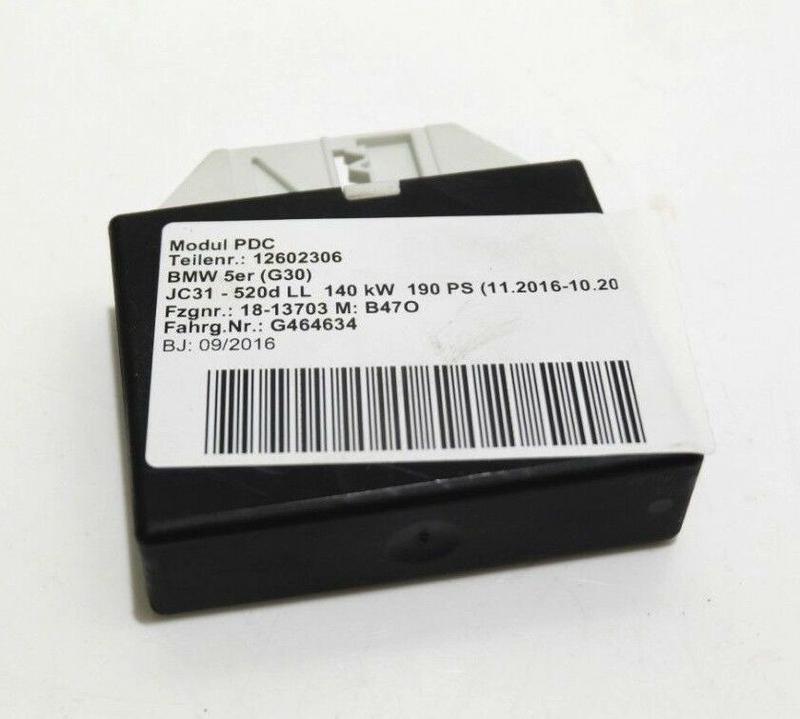 Modul PDC
Teilenr.: 12602306
BMW 5er (G30)
JC31 - 520d LL 140 kW 190 PS (11.2016-10.20
Fzgnr.: 18-13703 M: B47O
Fahrg.Nr.: G464634
BJ: 09/2016